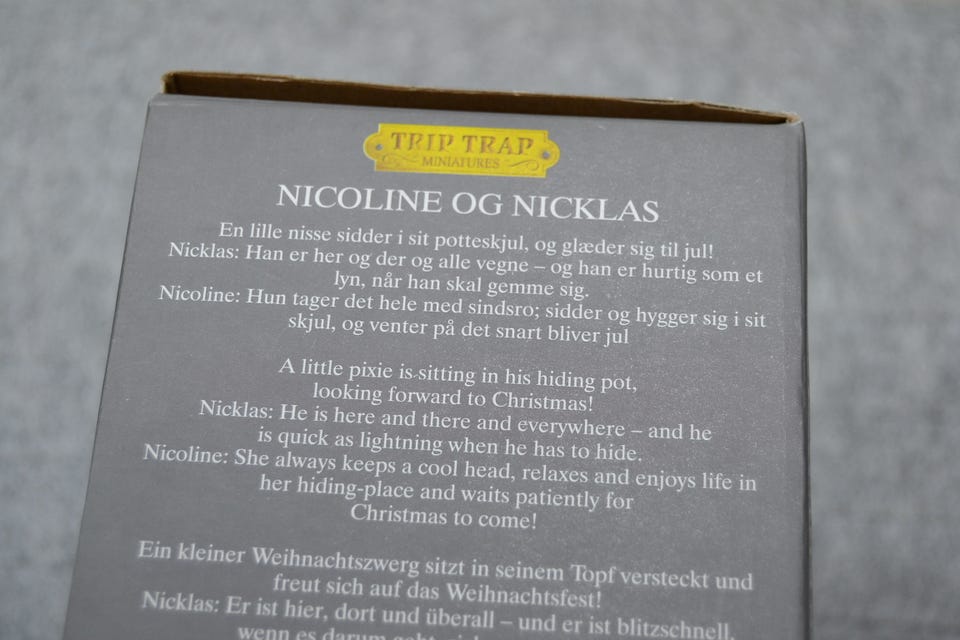 TRIP TRAP
MINIATURES
NICOLINE OG NICKLAS
En lille nisse sidder i sit potteskjul, og glæder sig til jul!
Nicklas: Han er her og der og alle vegne – og han er hurtig som et
lyn, når han skal gemme sig.
Nicoline: Hun tager det hele med sindsro; sidder og hygger sig i sit
skjul, og venter på det snart bliver jul
A little pixie is sitting in his hiding pot,
looking forward to Christmas!
Nicklas: He is here and there and everywhere – and he
is quick as lightning when he has to hide.
Nicoline: She always keeps a cool head, relaxes and enjoys life in
her hiding-place and waits patiently for
Christmas to come!
Ein kleiner Weihnachtszwerg sitzt in seinem Topf versteckt und
freut sich auf das Weihnachtsfest!
Nicklas: Er ist hier, dort und überall – und er ist blitzschnell,
wenn es darum geht